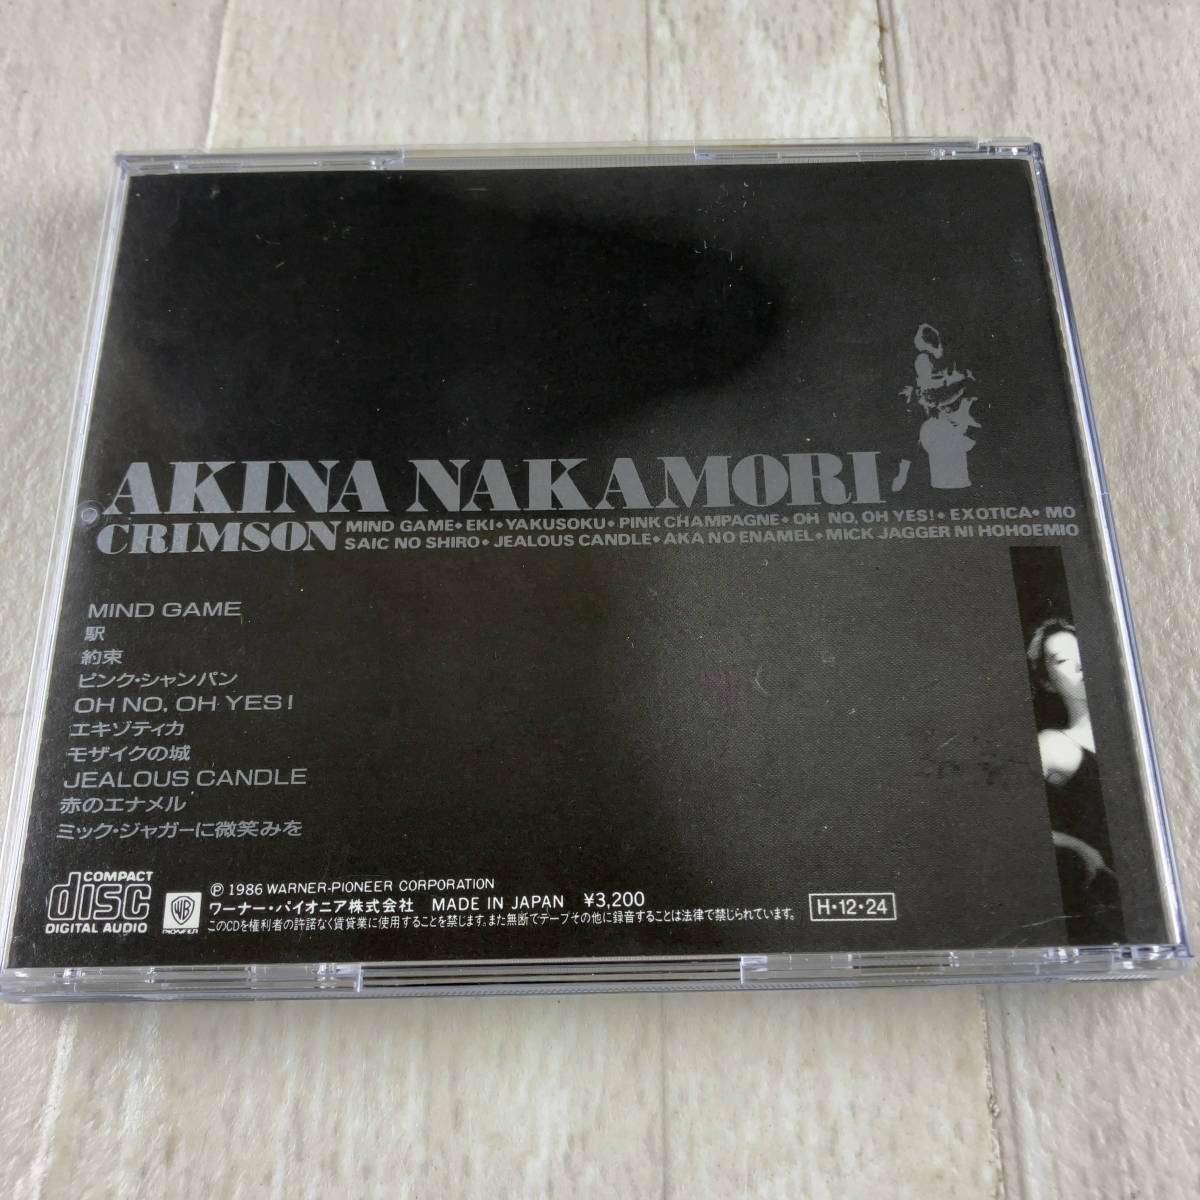 AKINA NAKAMORI
CRIMSON
MIND GAME • EKI • YAKUSOKU • PINK CHAMPAGNE • OH NO, OH YES! • EXOTICA • MO
SAIC NO SHIRO • JEALOUS CANDLE • AKA NO ENAMEL • MICK JAGGER NI HOHOEMIO
MIND GAME
駅
約束
ピンク・シャンパン
OH NO, OH YES!
エキゾティカ
モザイクの城
JEALOUS CANDLE
赤のエナメル
ミック・ジャガーに微笑みを
COMPACT
disc
DIGITAL AUDIO
WB
PIONEER
Ⓟ 1986 WARNER-PIONEER CORPORATION
ワーナー・パイオニア株式会社 MADE IN JAPAN ¥3,200
このCDを権利者の許諾なく賃貸業に使用することを禁じます。また無断でテープその他に録音することは法律で禁じられています。
H・12・24